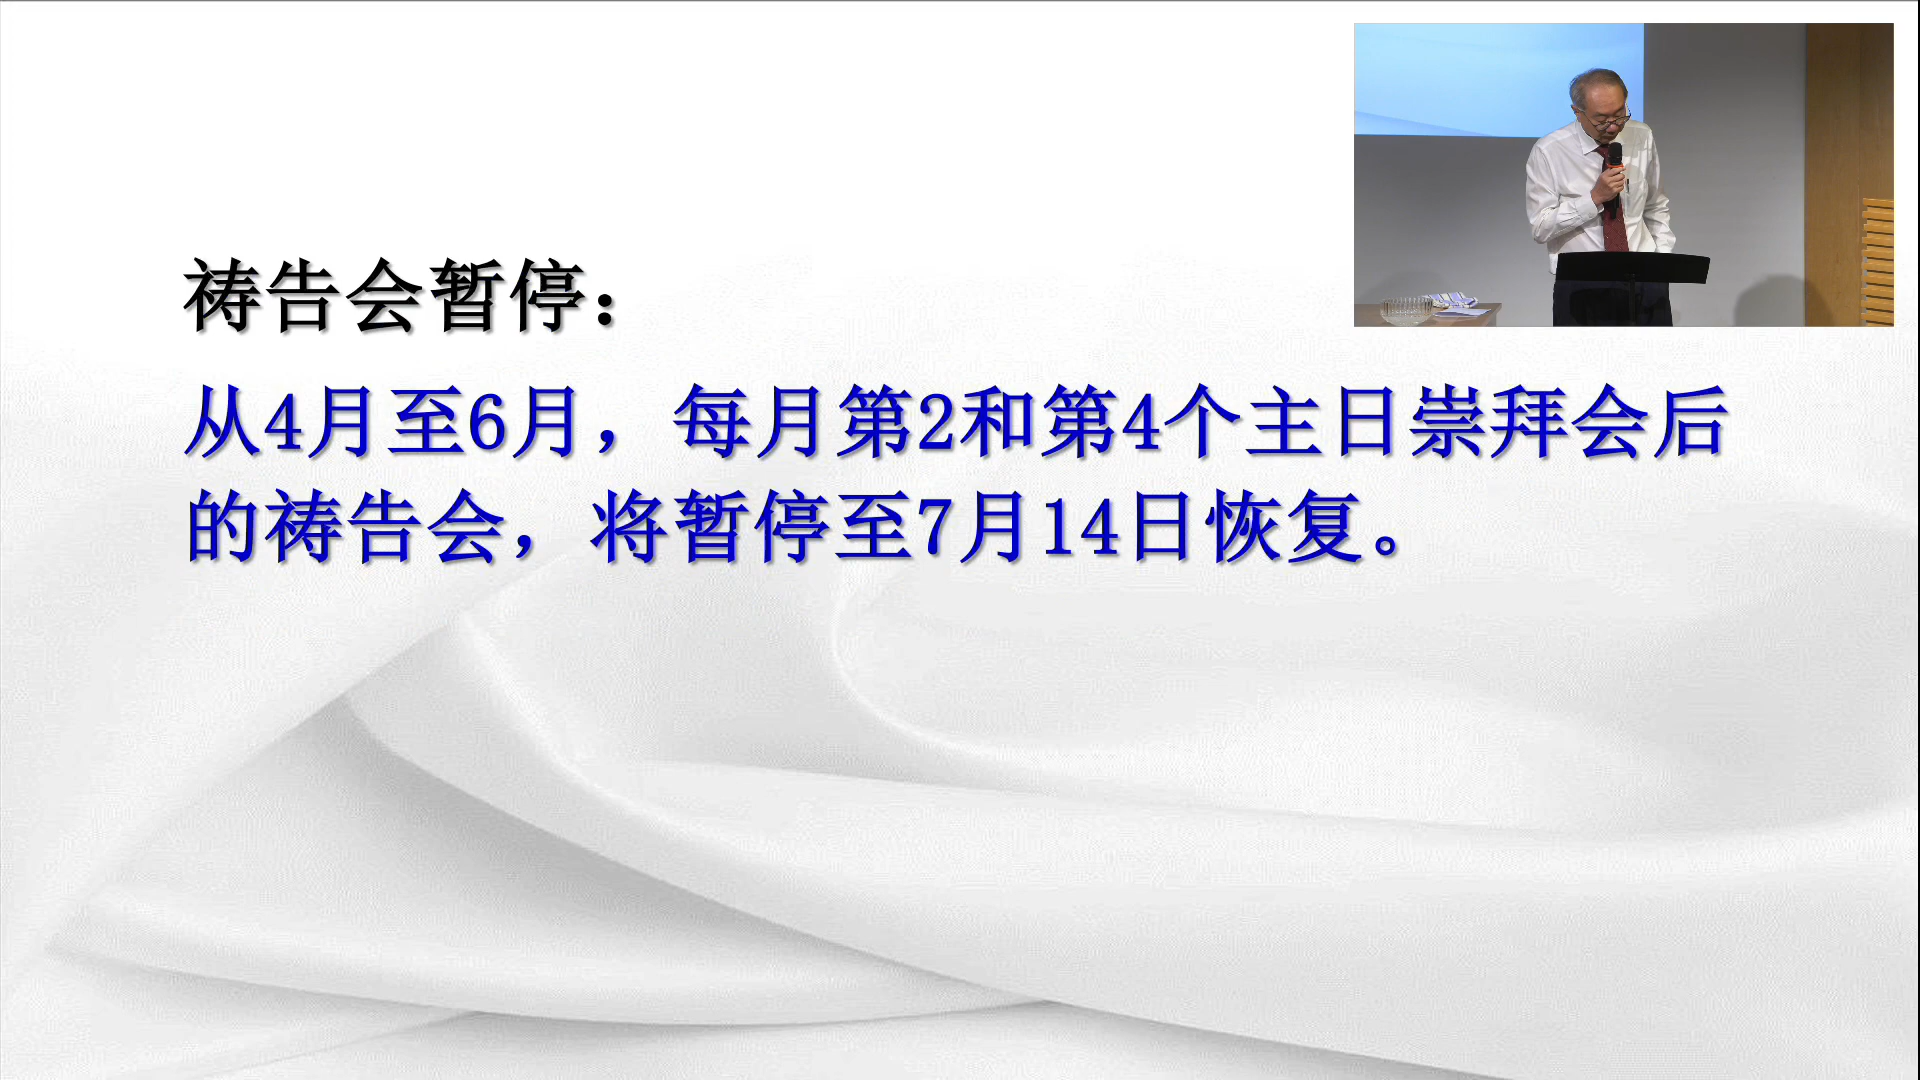 祷告会暂停：
从4月至6月，每月第2和第4个主日崇拜会后
的祷告会，将暂停至7月14日恢复。